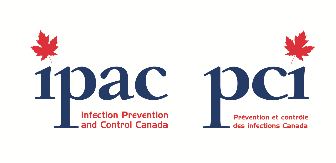 ipac
Infection Prevention
and Control Canada
pci
Prévention et contrôle
des infections Canada